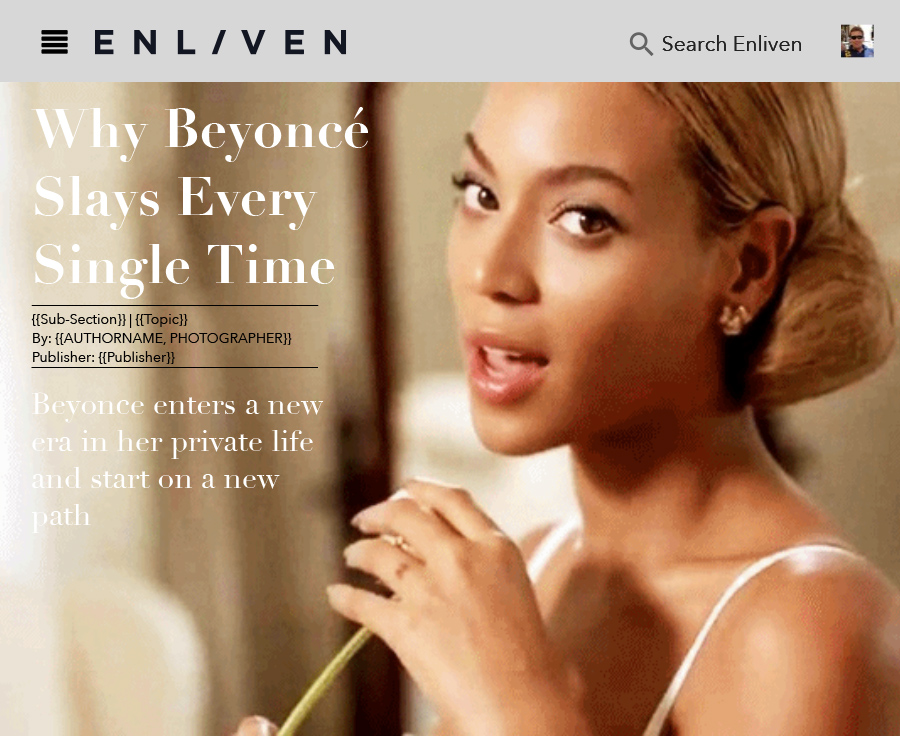 ENL/VEN
Search Enliven
Why Beyoncé
Slays Every
Single Time
{{Sub-Section}} | {{Topic}}
By: {{AUTHORNAME, PHOTOGRAPHER}}
Publisher: {{Publisher}}
Beyonce enters a new
era in her private life
and start on a new
path